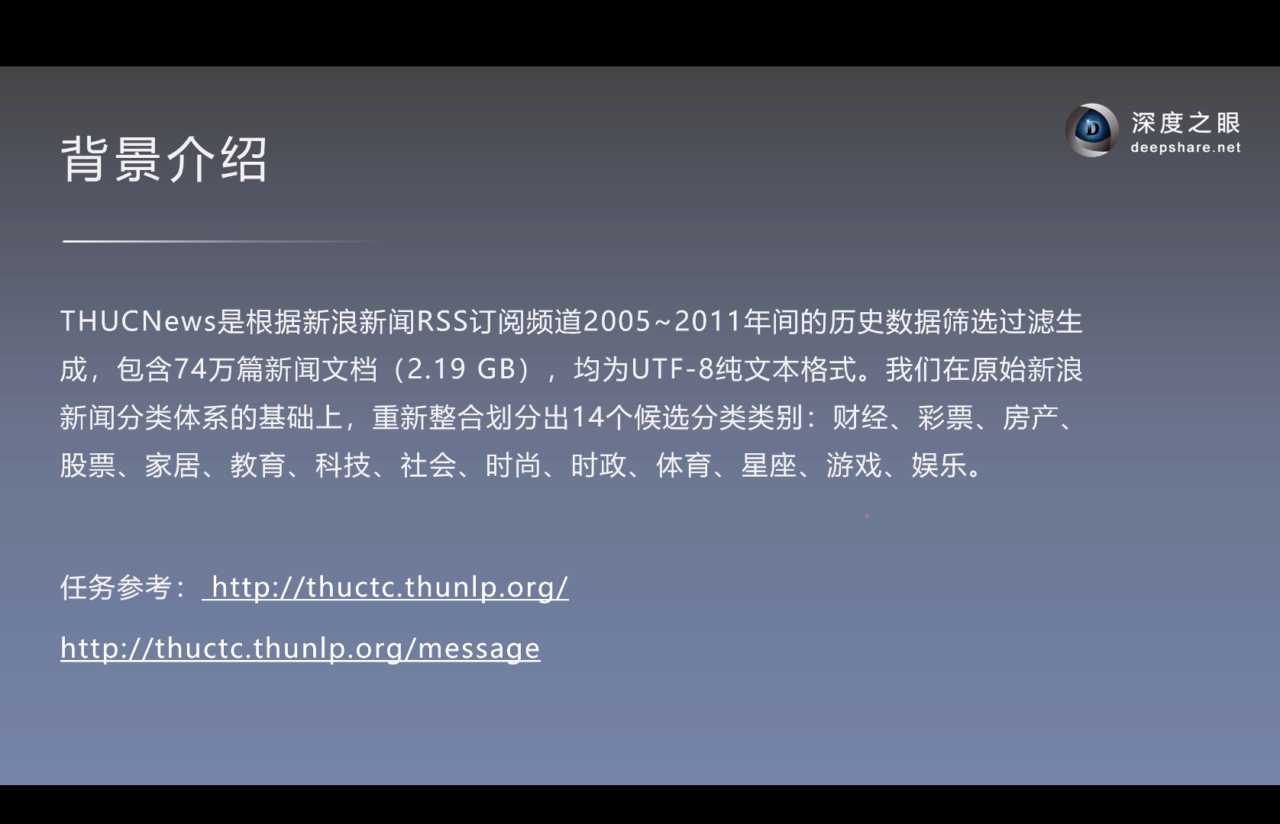 背景介绍
深度之眼
deepshare.net
THUCNews是根据新浪新闻RSS订阅频道2005~2011年间的历史数据筛选过滤生
成，包含74万篇新闻文档（2.19 GB），均为UTF-8纯文本格式。我们在原始新浪
新闻分类体系的基础上，重新整合划分出14个候选分类类别：财经、彩票、房产、
股票、家居、教育、科技、社会、时尚、时政、体育、星座、游戏、娱乐。
任务参考： http://thuctc.thunlp.org/
http://thuctc.thunlp.org/message